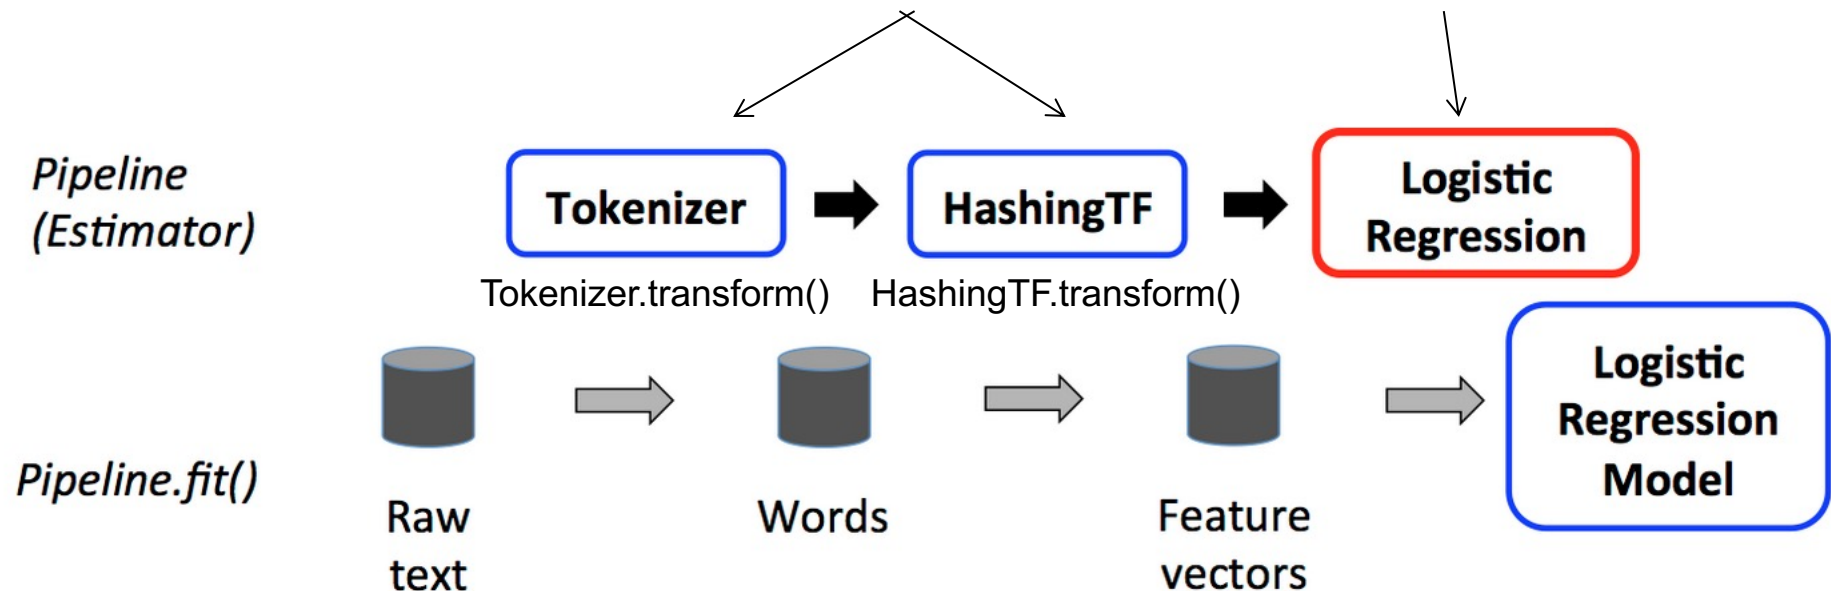 Pipeline
(Estimator)
Tokenizer
HashingTF
Logistic
Regression
Tokenizer.transform()
HashingTF.transform()
Pipeline.fit()
Raw
text
Words
Feature
vectors
Logistic
Regression
Model